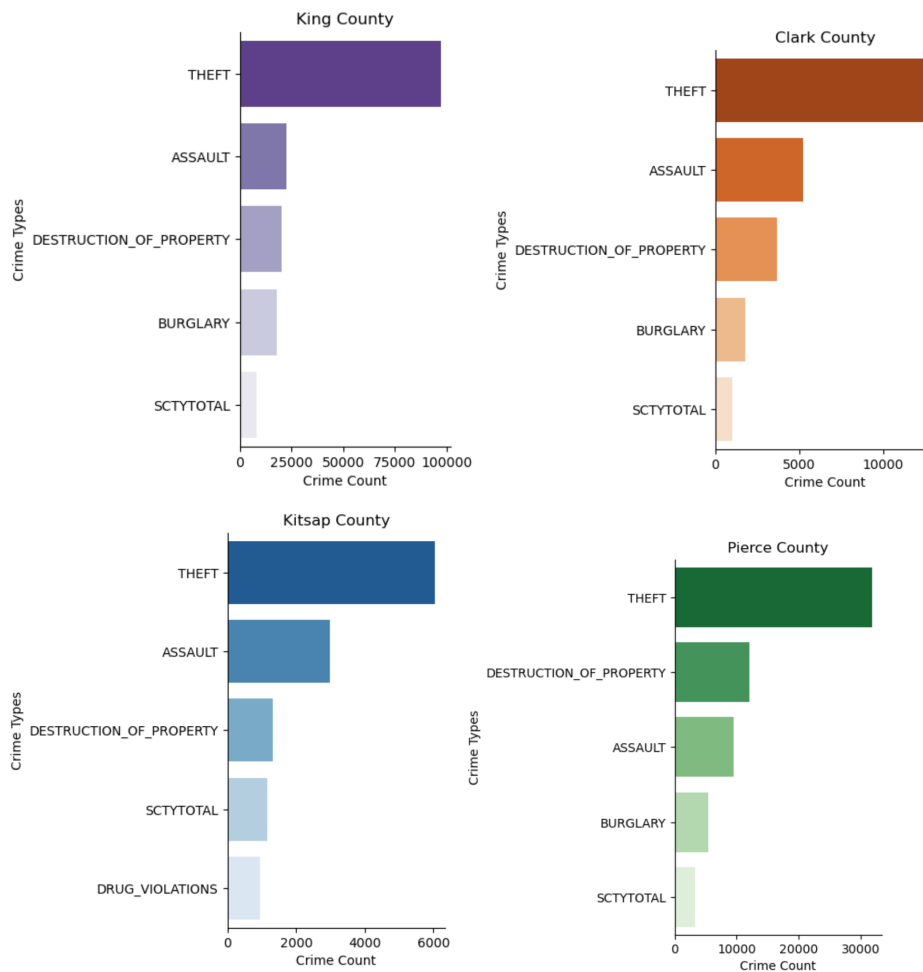 King County
THEFT
ASSAULT
DESTRUCTION_OF_PROPERTY
BURGLARY
SCTYTOTAL
Crime Types
0 25000 50000 75000 100000
Crime Count
Clark County
THEFT
ASSAULT
DESTRUCTION_OF_PROPERTY
BURGLARY
SCTYTOTAL
Crime Types
0 5000 10000
Crime Count
Kitsap County
THEFT
ASSAULT
DESTRUCTION_OF_PROPERTY
SCTYTOTAL
DRUG_VIOLATIONS
Crime Types
0 2000 4000 6000
Crime Count
Pierce County
THEFT
DESTRUCTION_OF_PROPERTY
ASSAULT
BURGLARY
SCTYTOTAL
Crime Types
0 10000 20000 30000
Crime Count